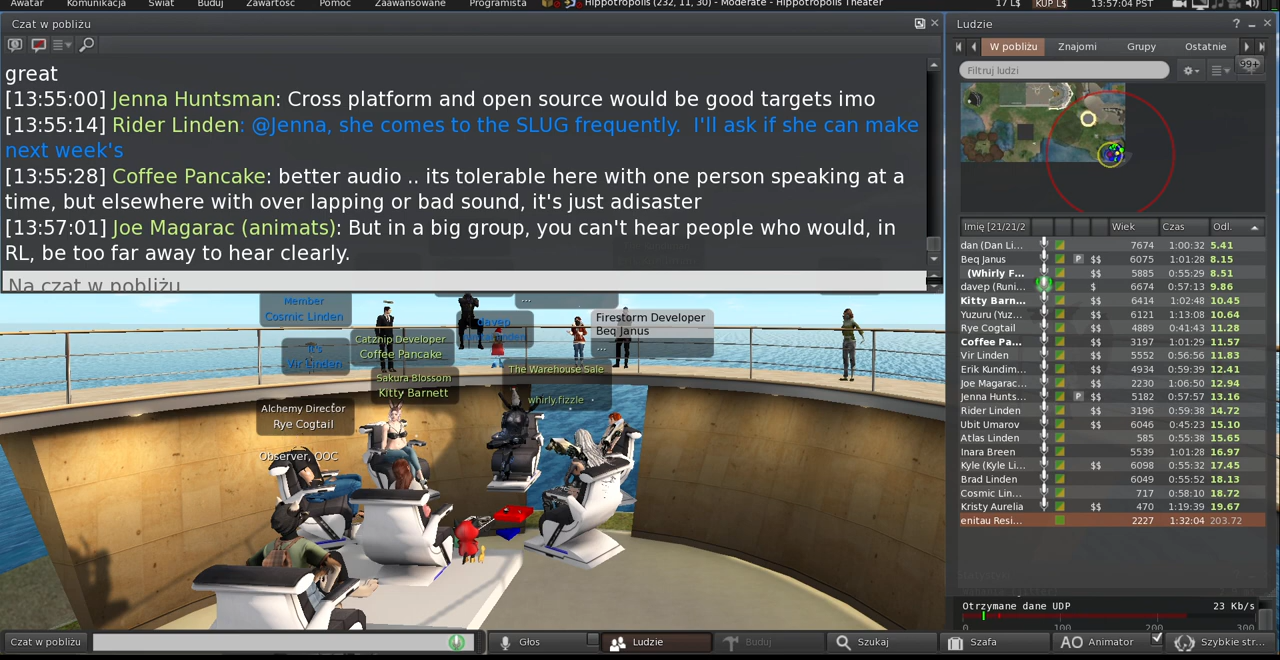 Awatar Komunikacja Świat Buduj Zawartość Pomoc Zaawansowane Programista Hippotropolis (232, 11, 30) - Moderate - Hippotropolis Theater 17 L$ KUP L$ 13:57:04 PST
Czat w pobliżu
great
[13:55:00] Jenna Huntsman: Cross platform and open source would be good targets imo
[13:55:14] Rider Linden: @Jenna, she comes to the SLUG frequently.  I'll ask if she can make
next week's
[13:55:28] Coffee Pancake: better audio .. its tolerable here with one person speaking at a
time, but elsewhere with over lapping or bad sound, it's just adisaster
[13:57:01] Joe Magarac (animats): But in a big group, you can't hear people who would, in
RL, be too far away to hear clearly.
Na czat w pobliżu
Member
Cosmic Linden
...
davep
Firestorm Developer
Beq Janus
...
It's
Vir Linden
Catznip Developer
Coffee Pancake
Sakura Blossom
Kitty Barnett
The Warehouse Sale
whirly.fizzle
Alchemy Director
Rye Cogtail
Observer, OOC
Ludzie
? _ ×
W pobliżu Znajomi Grupy Ostatnie
99+
Filtruj ludzi
Imię [21/21/2 Wiek Czas Odl.
dan (Dan Li... 7674 1:00:32 5.41
Beq Janus P $$ 6075 1:01:28 8.15
(Whirly F... $$ 5885 0:55:29 8.51
davep (Runi... $ 6674 0:57:13 9.86
Kitty Barn... $$ 6414 1:02:48 10.45
Yuzuru (Yuz... $$ 6121 1:13:08 10.64
Rye Cogtail $$ 4889 0:41:43 11.28
Coffee Pa... $$ 3197 0:01:29 11.57
Vir Linden $$ 5552 0:56:56 11.83
Erik Kundim... $$ 4934 0:59:39 12.41
Joe Magarac... $$ 2230 1:06:50 12.94
Jenna Hunts... P $$ 5182 0:57:57 13.16
Rider Linden $$ 3196 0:59:38 14.72
Ubit Umarov $$ 6046 0:45:23 15.10
Atlas Linden 585 0:55:38 15.65
Inara Breen 5539 1:01:28 16.97
Kyle (Kyle Li... $$ 6098 0:55:32 17.45
Brad Linden 6049 0:55:52 18.13
Cosmic Lin... 717 0:58:10 18.72
Kristy Aurelia $$ 470 1:19:39 19.67
enitau Resi... 2227 1:32:04 203.72
Otrzymane dane UDP 23 Kb/s
0 100 200 300
Czat w pobliżu Głos Ludzie Buduj Szukaj Szafa AO Animator Szybkie str...